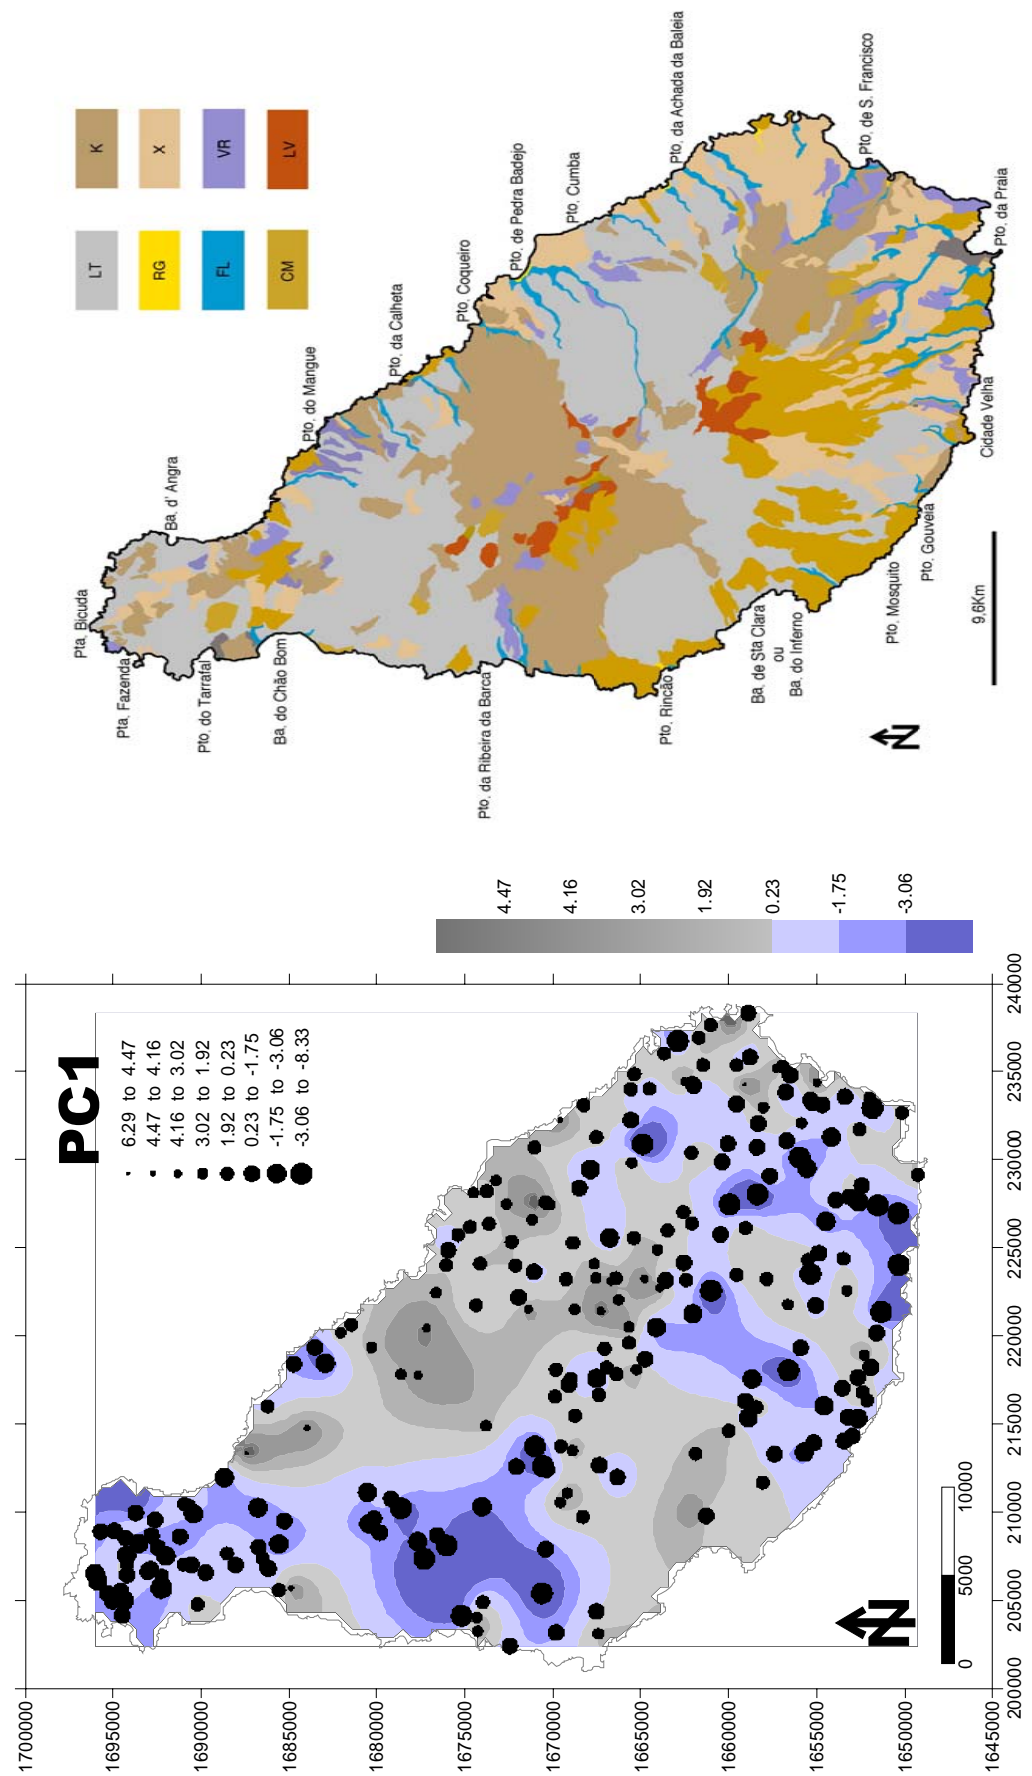 K
X
VR
LV
LT
RG
FL
CM
Pto. da Achada da Baleia
Pto. de S. Francisco
Pto. Cumba
Pto. de Pedra Badejo
Pto. Coqueiro
Pto. da Calheta
Pto. do Mangue
Ba. d' Angra
Pta. Bicuda
Pta. Fazenda
Pto. do Tarrafal
Ba. do Chão Bom
Pto. da Ribeira da Barca
Pto. Rincão
Ba. de Sta Clara
ou
Ba. do Inferno
Pto. Mosquito
Pto. Gouveia
Cidade Velha
Pto. da Praia
9,6Km
N
PC1
6.29 to 4.47
4.47 to 4.16
4.16 to 3.02
3.02 to 1.92
1.92 to 0.23
0.23 to -1.75
-1.75 to -3.06
-3.06 to -8.33
4.47
4.16
3.02
1.92
0.23
-1.75
-3.06
1700000
1695000
1690000
1685000
1680000
1675000
1670000
1665000
1660000
1655000
1650000
1645000
200000
205000
210000
215000
220000
225000
230000
235000
240000
N
0
5000
10000